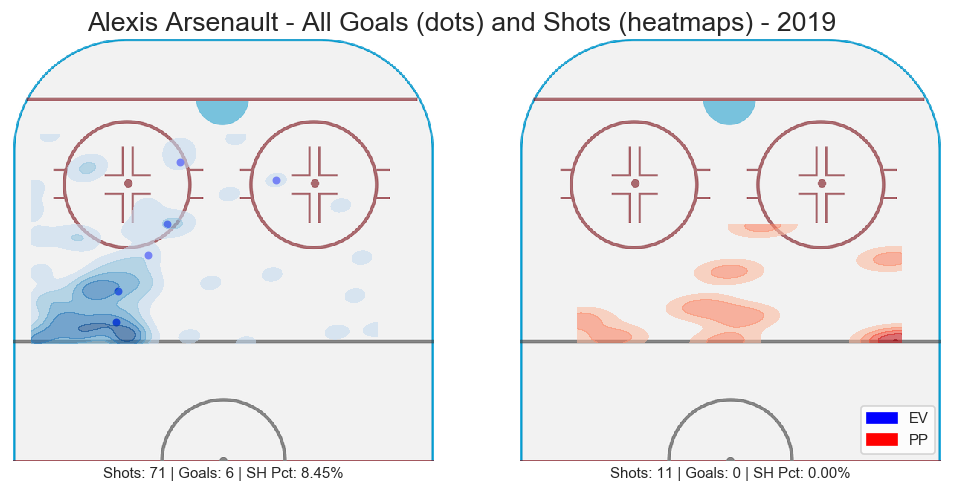 Alexis Arsenault - All Goals (dots) and Shots (heatmaps) - 2019
EV
PP
Shots: 71 | Goals: 6 | SH Pct: 8.45%
Shots: 11 | Goals: 0 | SH Pct: 0.00%